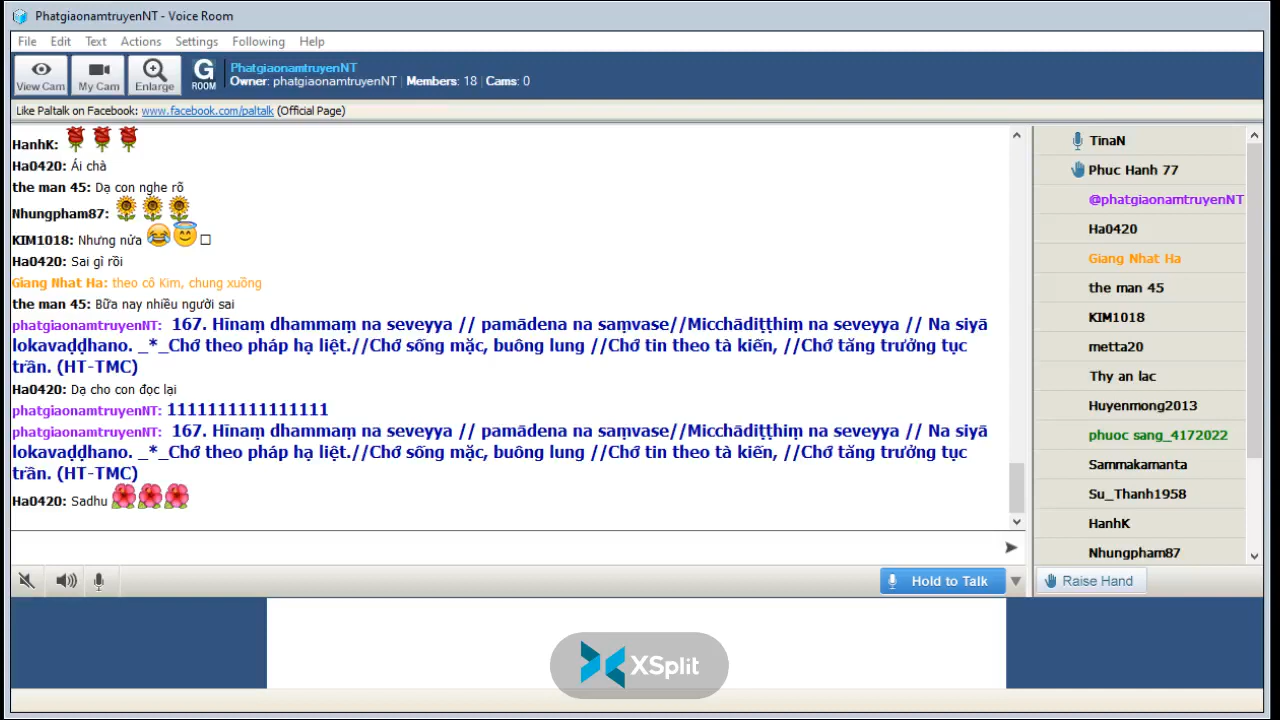 PhatgiaonamtruyenNT - Voice Room
File Edit Text Actions Settings Following Help
View Cam My Cam Enlarge G ROOM
PhatgiaonamtruyenNT
Owner: phatgiaonamtruyenNT | Members: 18 | Cams: 0
Like Paltalk on Facebook: www.facebook.com/paltalk (Official Page)
HanhK:
Ha0420: Ái chà
the man 45: Dạ con nghe rõ
Nhungpham87:
KIM1018: Nhưng nứa
Ha0420: Sai gì rồi
Giang Nhat Ha: theo cô Kim, chung xuồng
the man 45: Bữa nay nhiều người sai
phatgiaonamtruyenNT: 167. Hīnaṃ dhammaṃ na seveyya // pamādena na saṃvase//Micchādiṭṭhiṃ na seveyya // Na siyā
lokavaḍḍhano. _*_Chớ theo pháp hạ liệt.//Chớ sống mặc, buông lung //Chớ tin theo tà kiến, //Chớ tăng trưởng tục
trần. (HT-TMC)
Ha0420: Dạ cho con đọc lại
phatgiaonamtruyenNT: 1111111111111111
phatgiaonamtruyenNT: 167. Hīnaṃ dhammaṃ na seveyya // pamādena na saṃvase//Micchādiṭṭhiṃ na seveyya // Na siyā
lokavaḍḍhano. _*_Chớ theo pháp hạ liệt.//Chớ sống mặc, buông lung //Chớ tin theo tà kiến, //Chớ tăng trưởng tục
trần. (HT-TMC)
Ha0420: Sadhu
TinaN
Phuc Hanh 77
@phatgiaonamtruyenNT
Ha0420
Giang Nhat Ha
the man 45
KIM1018
metta20
Thy an lac
Huyenmong2013
phuoc sang_4172022
Sammakamanta
Su_Thanh1958
HanhK
Nhungpham87
Hold to Talk
Raise Hand
XSplit